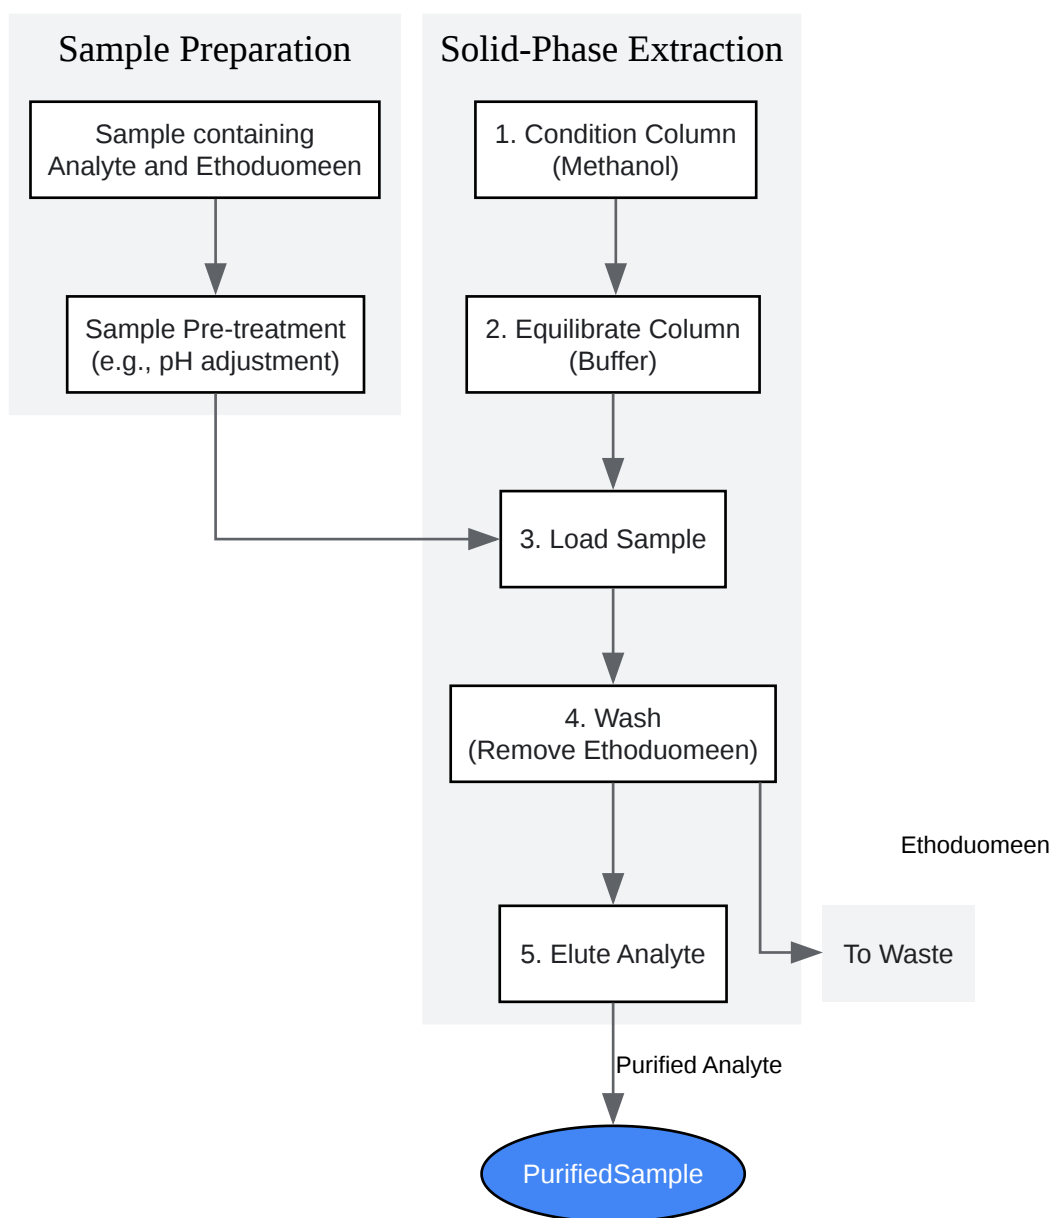 Sample Preparation
Sample containing
Analyte and Ethoduomeen
Sample Pre-treatment
(e.g., pH adjustment)
Solid-Phase Extraction
1. Condition Column
(Methanol)
2. Equilibrate Column
(Buffer)
3. Load Sample
4. Wash
(Remove Ethoduomeen)
Ethoduomeen
5. Elute Analyte
To Waste
Purified Analyte
PurifiedSample